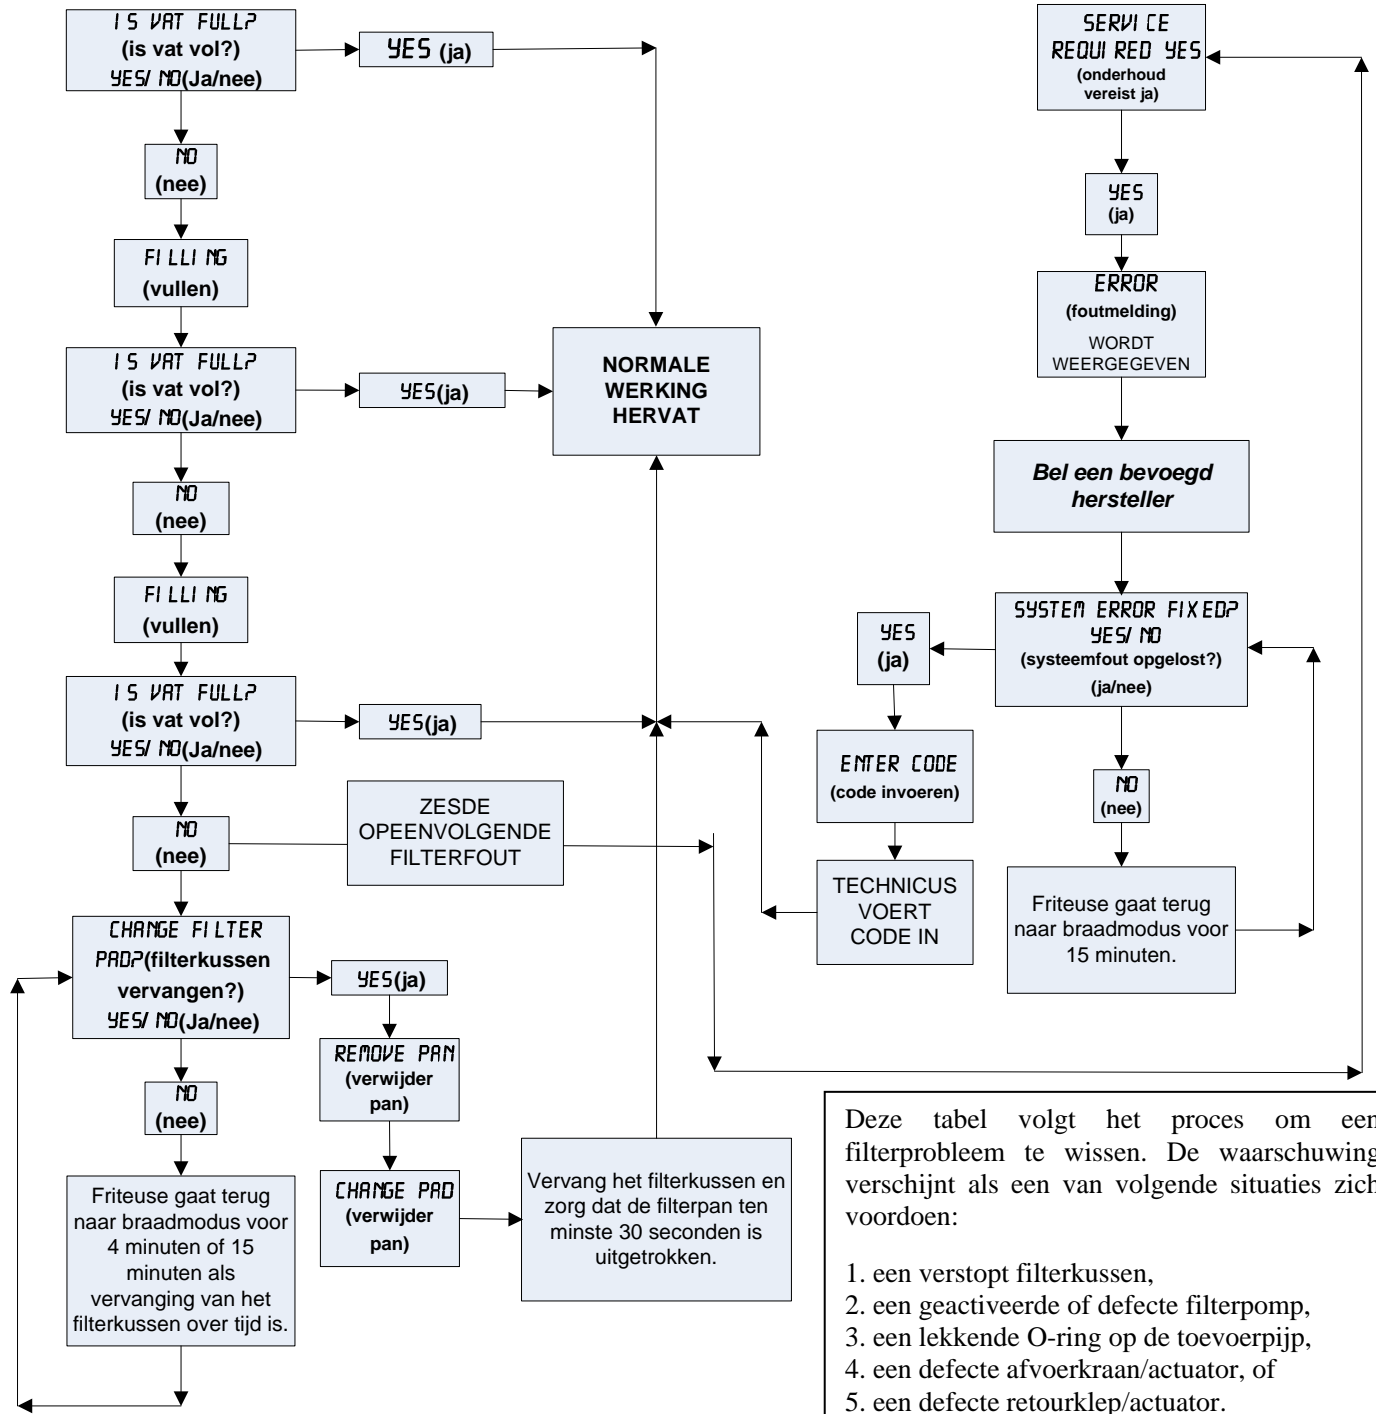 IS VAT FULL?
(is vat vol?)
YES/NO(Ja/nee)
YES (ja)
NO
(nee)
FILLING
(vullen)
IS VAT FULL?
(is vat vol?)
YES/NO(Ja/nee)
YES(ja)
NORMALE
WERKING
HERVAT
NO
(nee)
FILLING
(vullen)
IS VAT FULL?
(is vat vol?)
YES/NO(Ja/nee)
YES(ja)
NO
(nee)
ZESDE
OPEENVOLGENDE
FILTERFOUT
CHANGE FILTER
PAD?(filterkussen
vervangen?)
YES/NO(Ja/nee)
YES(ja)
REMOVE PAN
(verwijder
pan)
CHANGE PAD
(verwijder
pan)
Vervang het filterkussen en
zorg dat de filterpan ten
minste 30 seconden is
uitgetrokken.
NO
(nee)
Friteuse gaat terug
naar braadmodus voor
4 minuten of 15
minuten als
vervanging van het
filterkussen over tijd is.
SERVICE
REQUIRED YES
(onderhoud
vereist ja)
YES
(ja)
ERROR
(foutmelding)
WORDT
WEERGEGEVEN
Bel een bevoegd
hersteller
SYSTEM ERROR FIXED?
YES/NO
(systeemfout opgelost?)
(ja/nee)
YES
(ja)
ENTER CODE
(code invoeren)
TECHNICUS
VOERT
CODE IN
NO
(nee)
Friteuse gaat terug
naar braadmodus voor
15 minuten.
Deze tabel volgt het proces om een
filterprobleem te wissen. De waarschuwing
verschijnt als een van volgende situaties zich
voordoen:
1. een verstopt filterkussen,
2. een geactiveerde of defecte filterpomp,
3. een lekkende O-ring op de toevoerpijp,
4. een defecte afvoerkraan/actuator, of
5. een defecte retourklep/actuator.